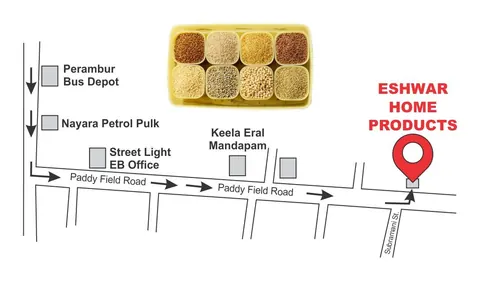 Perambur
Bus Depot
ESHWAR
HOME
PRODUCTS
Nayara Petrol Pulk
Keela Eral
Mandapam
Street Light
EB Office
Paddy Field Road
Paddy Field Road
Subramani St.